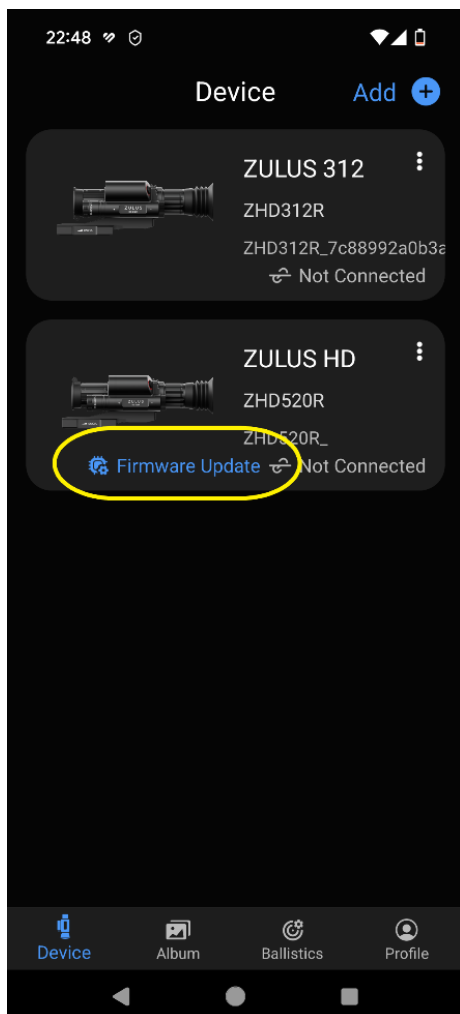 22:48
Device
Add
ZULUS 312
ZHD312R
ZHD312R_7c88992a0b3a
Not Connected
ZULUS HD
ZHD520R
ZHD520R_
Firmware Update Not Connected
Device Album Ballistics Profile